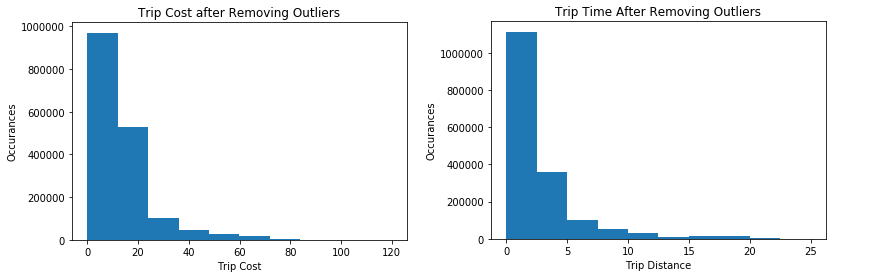 Trip Cost after Removing Outliers
1000000
800000
600000
400000
200000
0
Occurances
0 20 40 60 80 100 120
Trip Cost
Trip Time After Removing Outliers
1000000
800000
600000
400000
200000
0
Occurances
0 5 10 15 20 25
Trip Distance